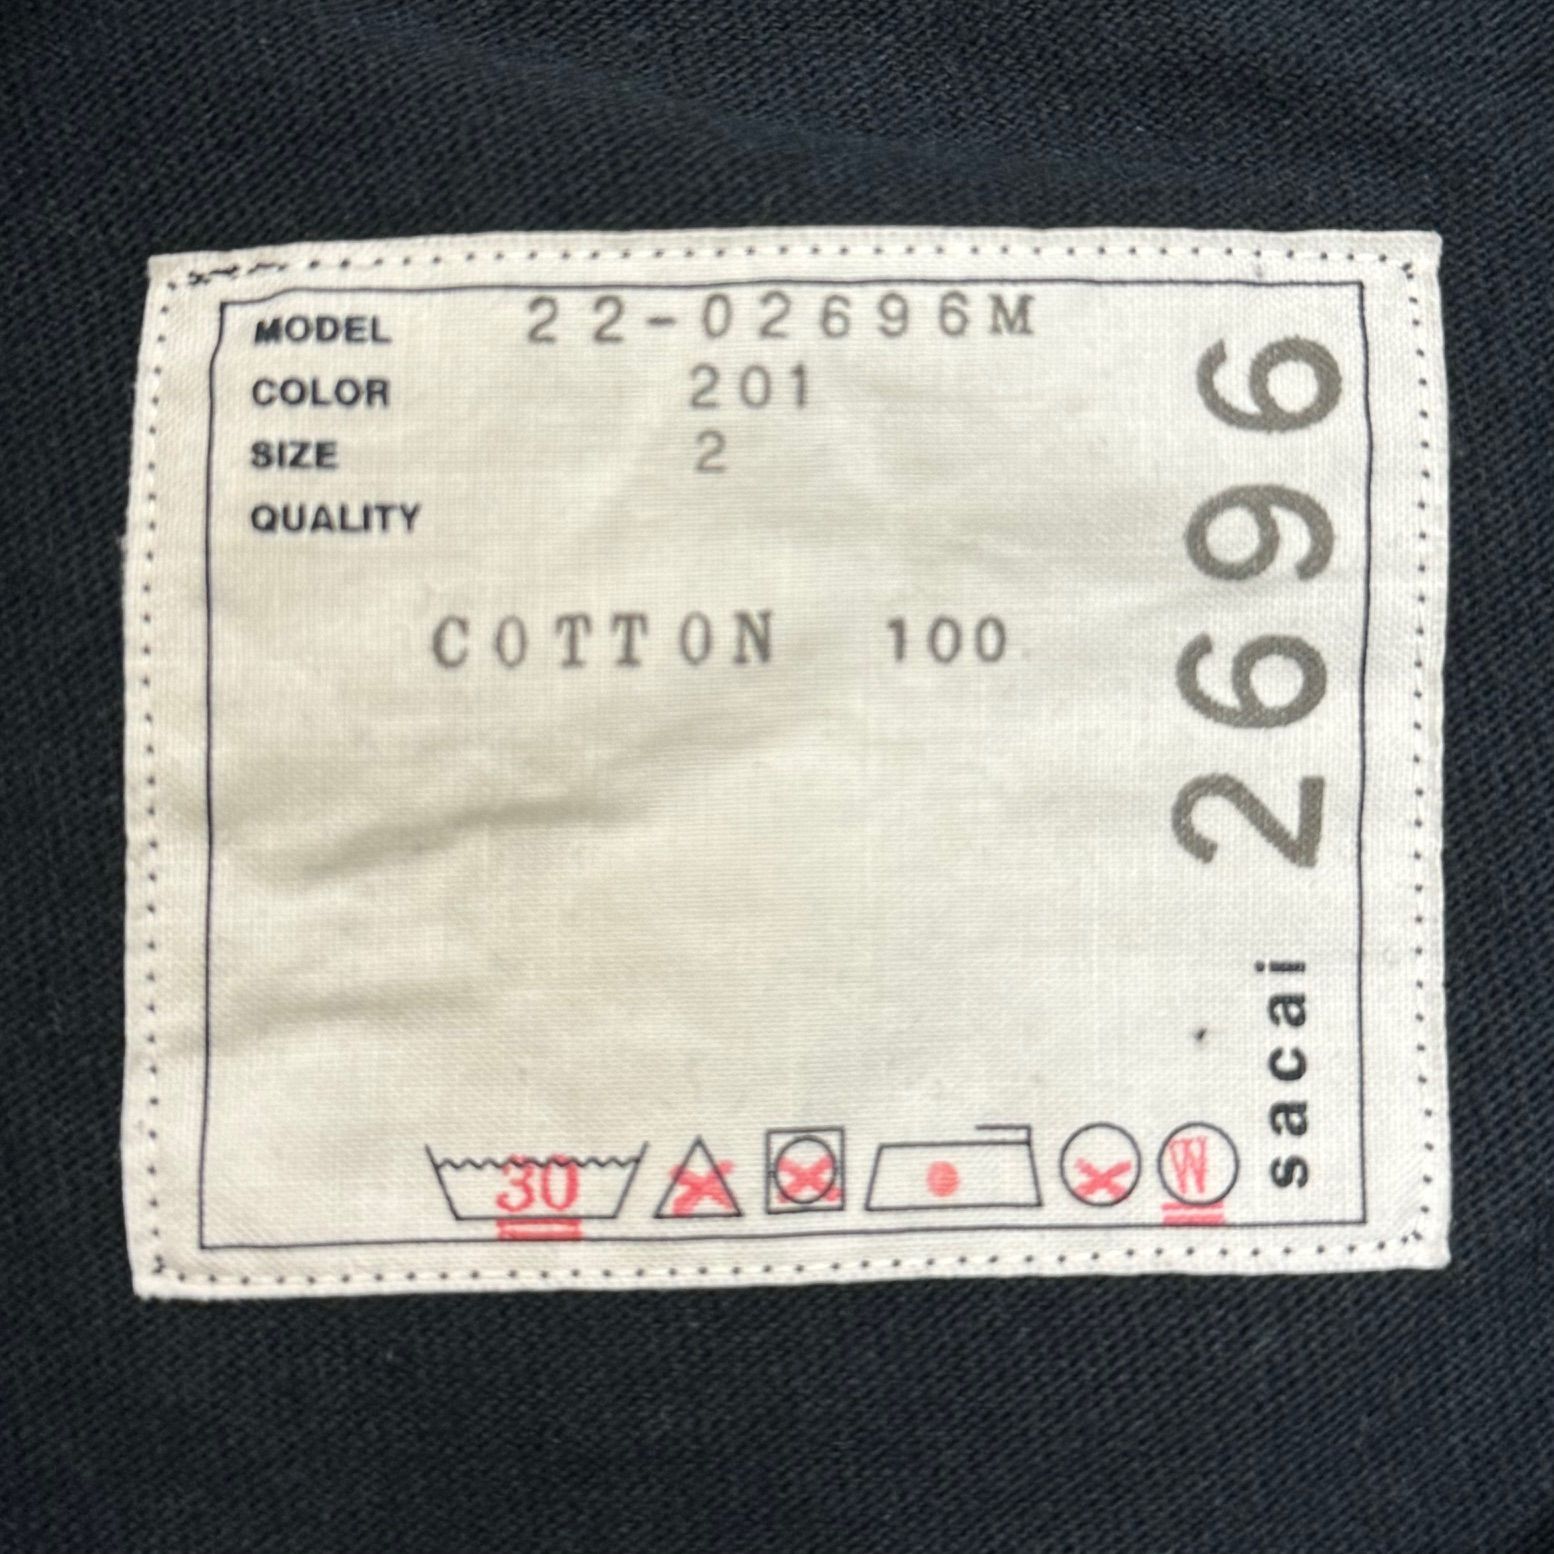 MODEL 22-02696M
COLOR 201
SIZE 2
QUALITY
COTTON 100
30
W
sacai 2696